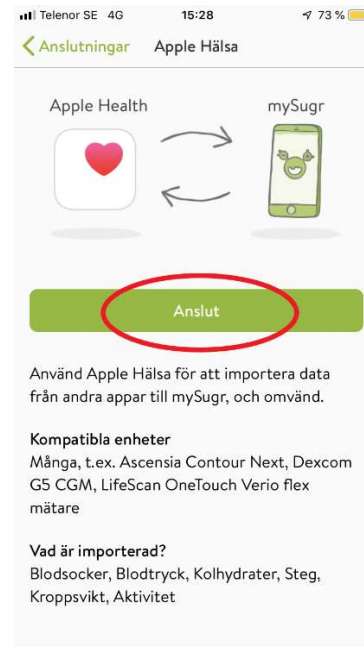 Telenor SE 4G 15:28 73 %
Anslutningar Apple Hälsa
Apple Health mySugr
Anslut
Använd Apple Hälsa för att importera data
från andra appar till mySugr, och omvänd.
Kompatibla enheter
Många, t.ex. Ascensia Contour Next, Dexcom
G5 CGM, LifeScan OneTouch Verio flex
mätare
Vad är importerad?
Blodsocker, Blodtryck, Kolhydrater, Steg,
Kroppsvikt, Aktivitet